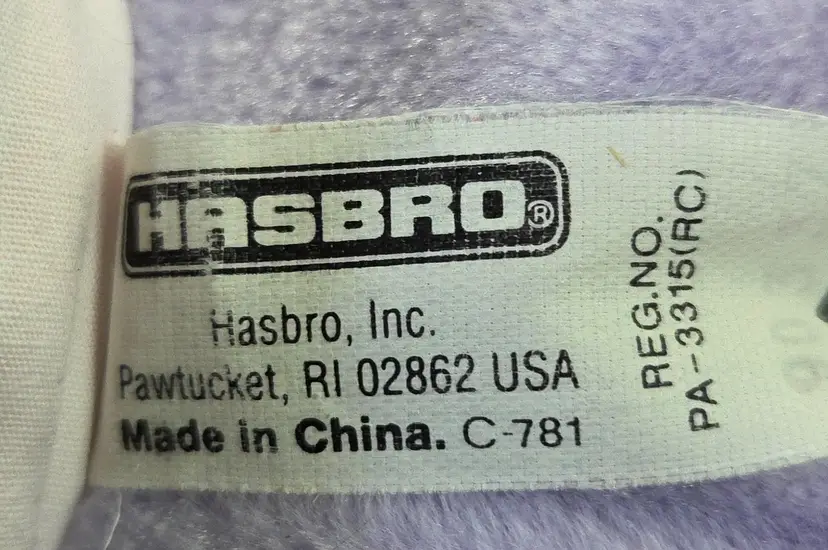 HASBRO®
Hasbro, Inc.
Pawtucket, RI 02862 USA
Made in China. C-781
REG.NO.
PA-3315(RC)